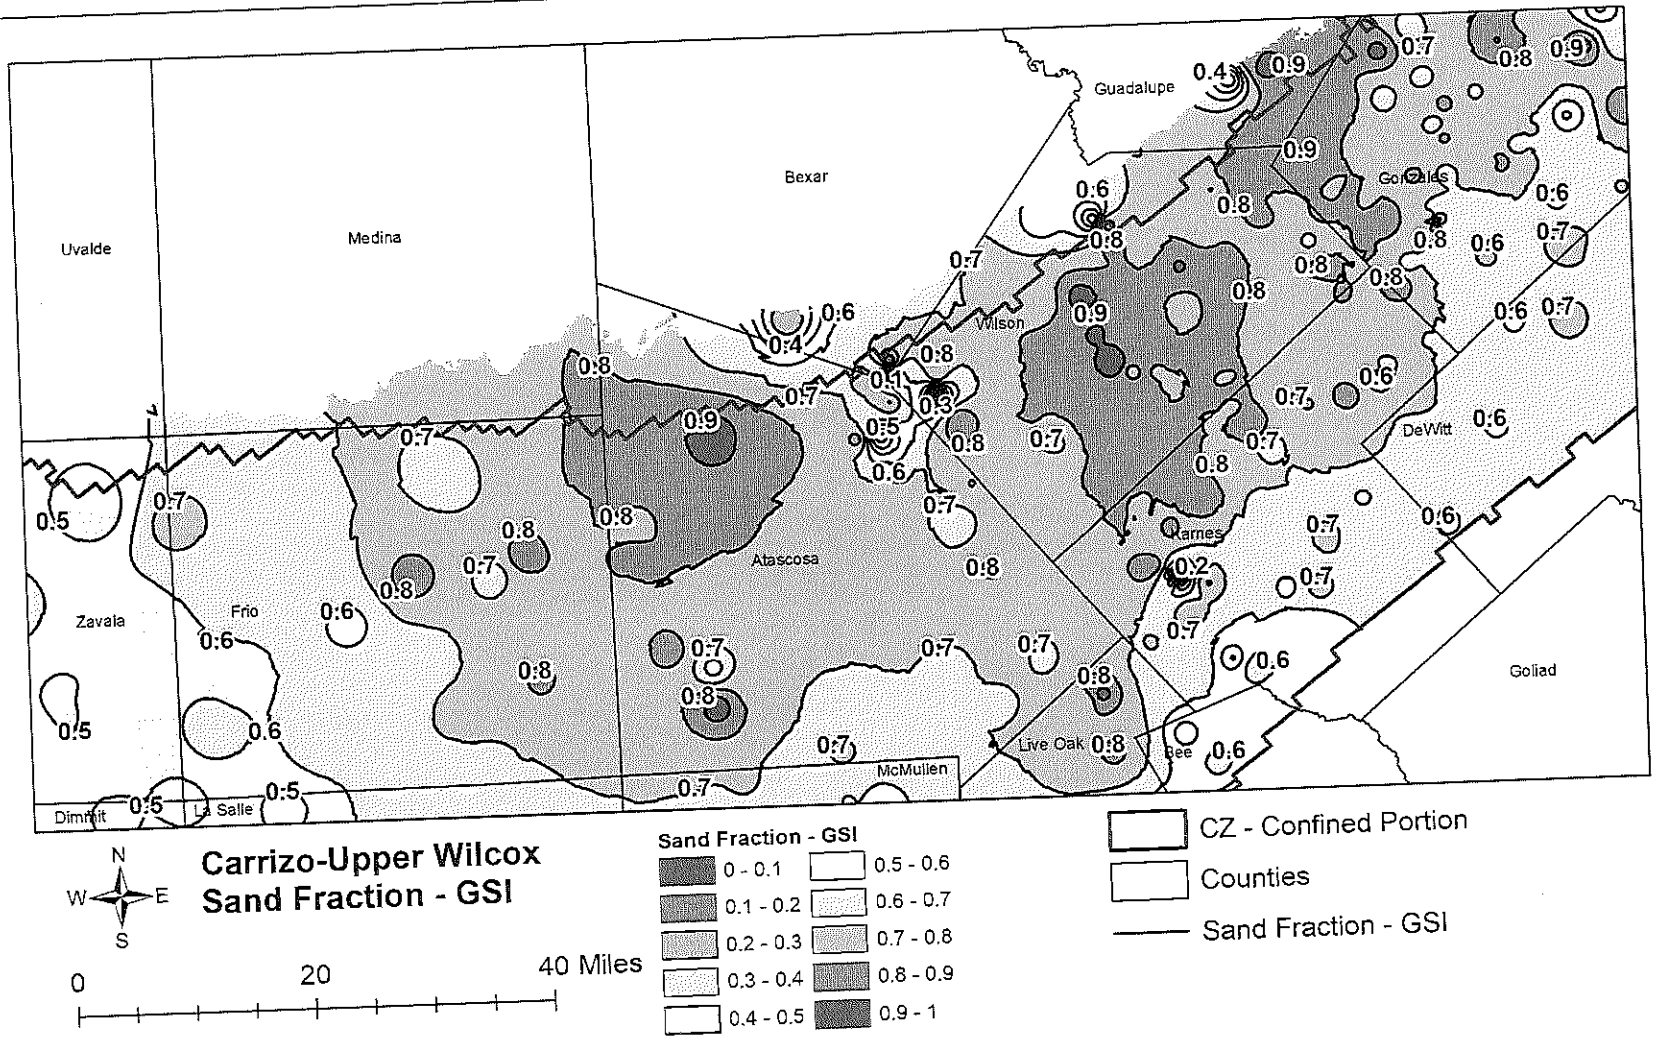 0.7
0.9
0.8
0.9
0.4
Guadalupe
0.9
Bexar
Gonzales
0.6
0.6
0.8
Uvalde
Medina
0.8
0.8
0.7
0.6
0.7
0.8
0.8
0.8
0.9
0.6
0.6
0.7
Wilson
0.4
0.8
0.8
0.1
0.6
0.7
0.7
0.3
0.9
0.5
0.6
0.7
0.8
0.7
0.7
DeWitt
0.6
0.8
0.7
0.5
0.7
0.8
0.6
0.8
0.7
Karnes
Atascosa
0.7
0.8
0.2
0.7
0.8
Zavala
Frio
0.6
0.6
0.7
0.7
0.7
0.7
0.6
Goliad
0.8
0.8
0.8
0.5
0.6
0.7
Live Oak
0.8
Bee
0.6
McMullen
0.7
0.5
0.5
Dimmit
La Salle
N
W
E
S
Carrizo-Upper Wilcox
Sand Fraction - GSI
0
20
40 Miles
Sand Fraction - GSI
0 - 0.1
0.1 - 0.2
0.2 - 0.3
0.3 - 0.4
0.4 - 0.5
0.5 - 0.6
0.6 - 0.7
0.7 - 0.8
0.8 - 0.9
0.9 - 1
CZ - Confined Portion
Counties
Sand Fraction - GSI